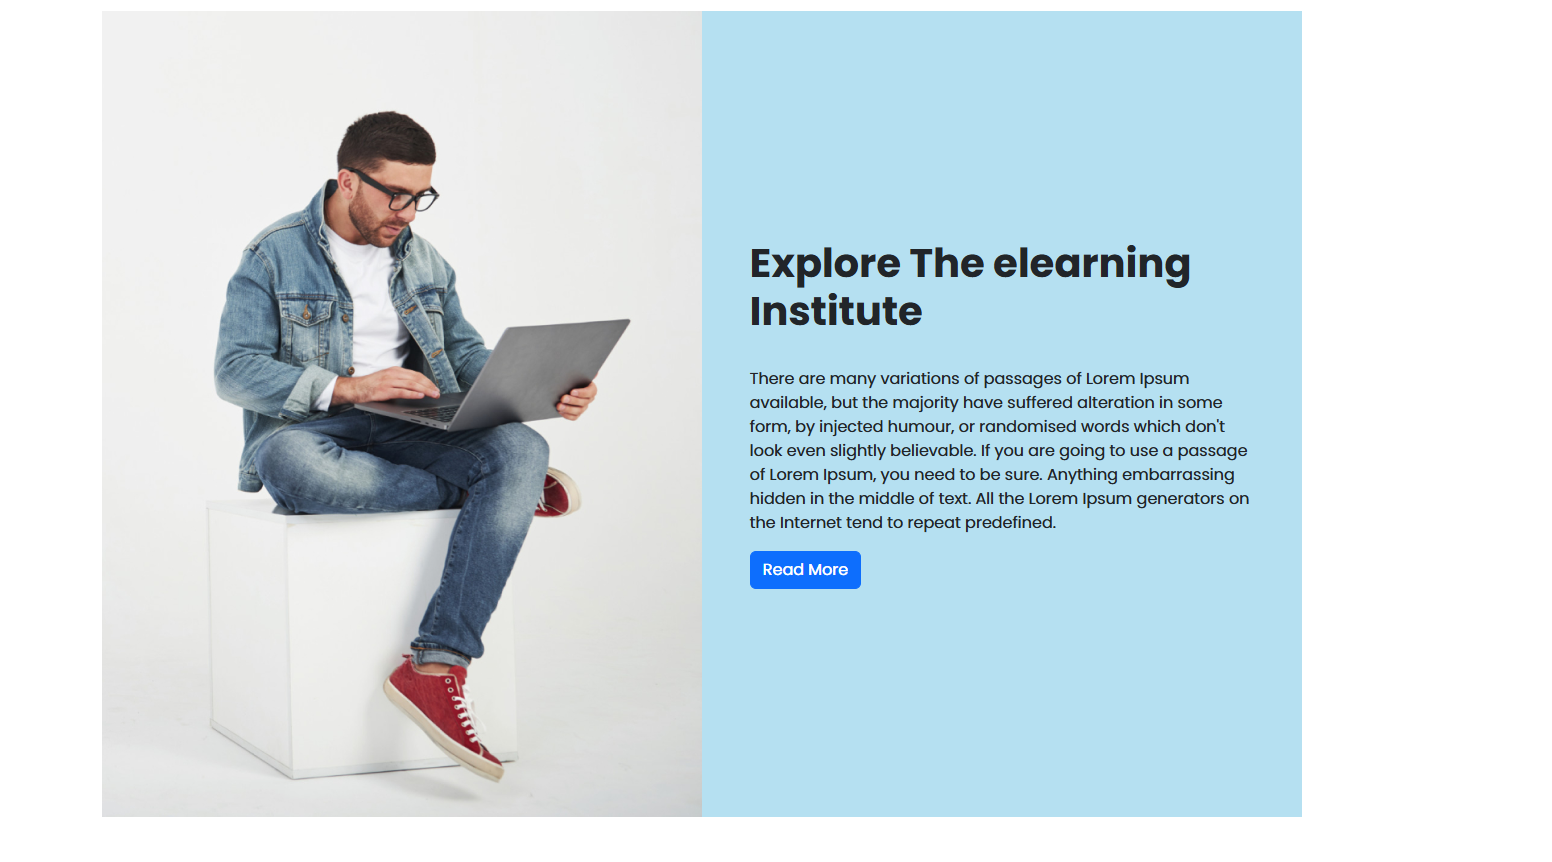 Explore The elearning
Institute
There are many variations of passages of Lorem Ipsum
available, but the majority have suffered alteration in some
form, by injected humour, or randomised words which don't
look even slightly believable. If you are going to use a passage
of Lorem Ipsum, you need to be sure. Anything embarrassing
hidden in the middle of text. All the Lorem Ipsum generators on
the Internet tend to repeat predefined.
Read More